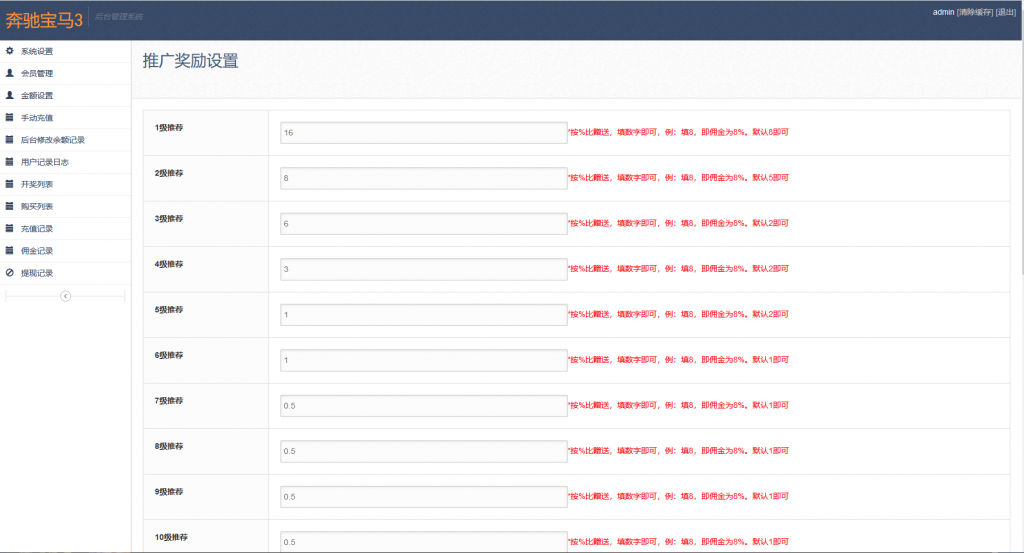 奔驰宝马3 后台管理系统
admin [清除缓存] [退出]
系统设置
会员管理
金额设置
手动充值
后台修改余额记录
用户记录日志
开奖列表
购买列表
充值记录
佣金记录
提现记录
推广奖励设置
1级推荐 16 *按%比赠送，填数字即可，例：填8，即佣金为8%。默认8即可
2级推荐 8 *按%比赠送，填数字即可，例：填8，即佣金为8%。默认5即可
3级推荐 6 *按%比赠送，填数字即可，例：填8，即佣金为8%。默认2即可
4级推荐 3 *按%比赠送，填数字即可，例：填8，即佣金为8%。默认2即可
5级推荐 1 *按%比赠送，填数字即可，例：填8，即佣金为8%。默认2即可
6级推荐 1 *按%比赠送，填数字即可，例：填8，即佣金为8%。默认1即可
7级推荐 0.5 *按%比赠送，填数字即可，例：填8，即佣金为8%。默认1即可
8级推荐 0.5 *按%比赠送，填数字即可，例：填8，即佣金为8%。默认1即可
9级推荐 0.5 *按%比赠送，填数字即可，例：填8，即佣金为8%。默认1即可
10级推荐 0.5 *按%比赠送，填数字即可，例：填8，即佣金为8%。默认1即可